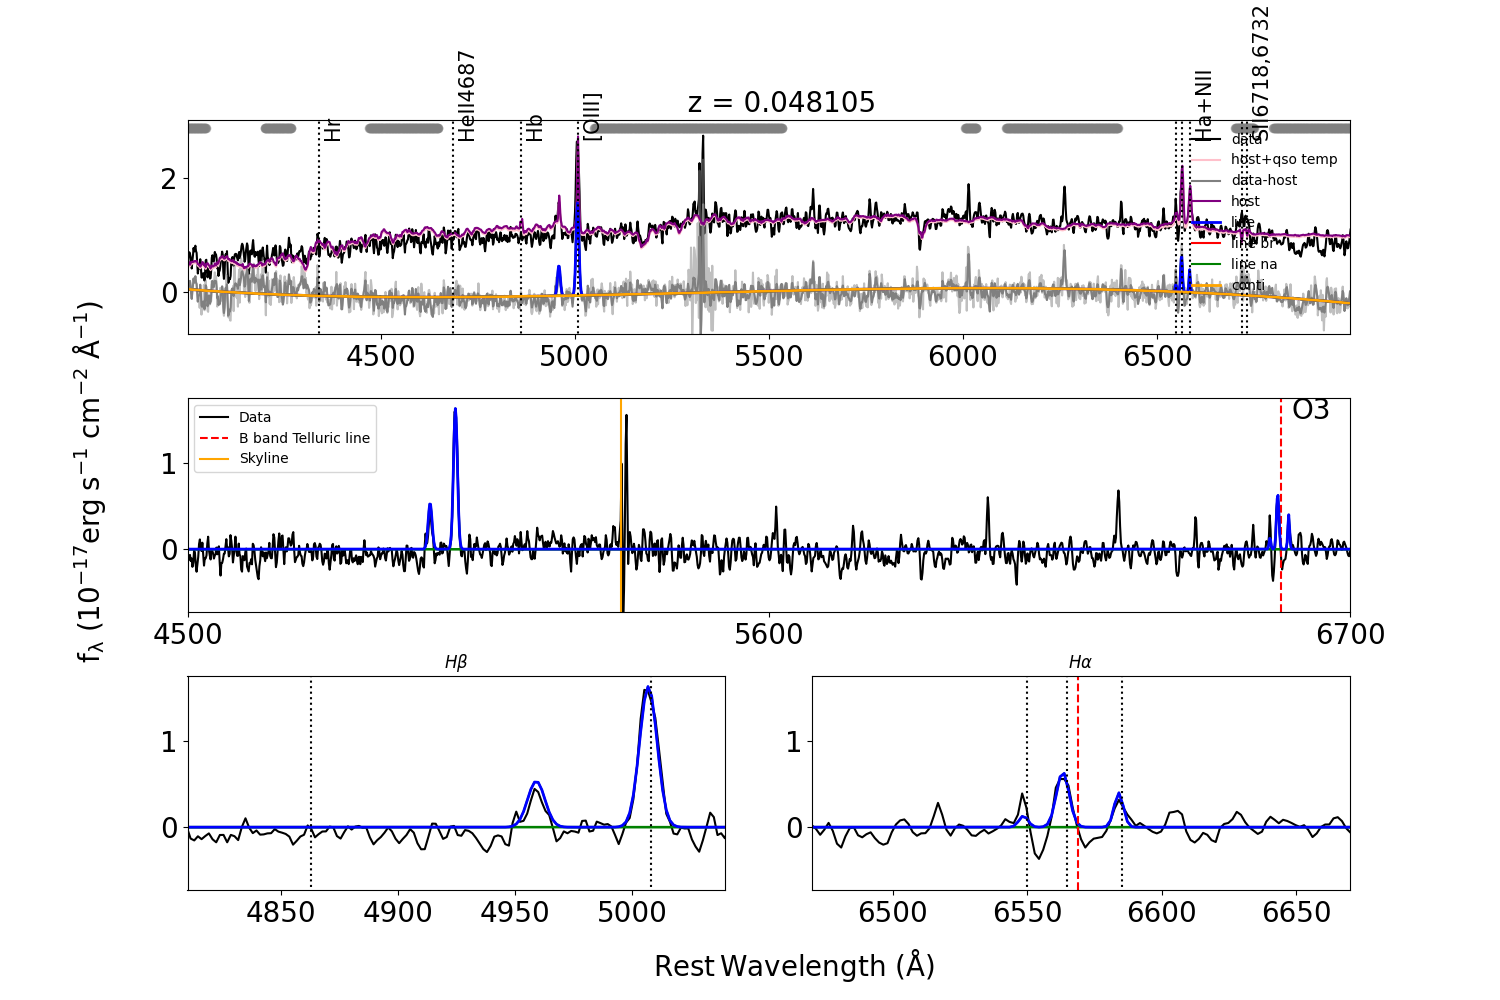 z = 0.048105
Hr
HeII4687
Hb
[OIII]
Ha+NII
SII6718,6732
data
host+qso temp
data-host
host
line
line br
line na
conti
2
0
4500 5000 5500 6000 6500
Data
B band Telluric line
Skyline
O3
1
0
4500 5600 6700
fλ (10⁻¹⁷erg s⁻¹ cm⁻² Å⁻¹)
Hβ
1
0
4850 4900 4950 5000
Hα
1
0
6500 6550 6600 6650
Rest Wavelength (Å)